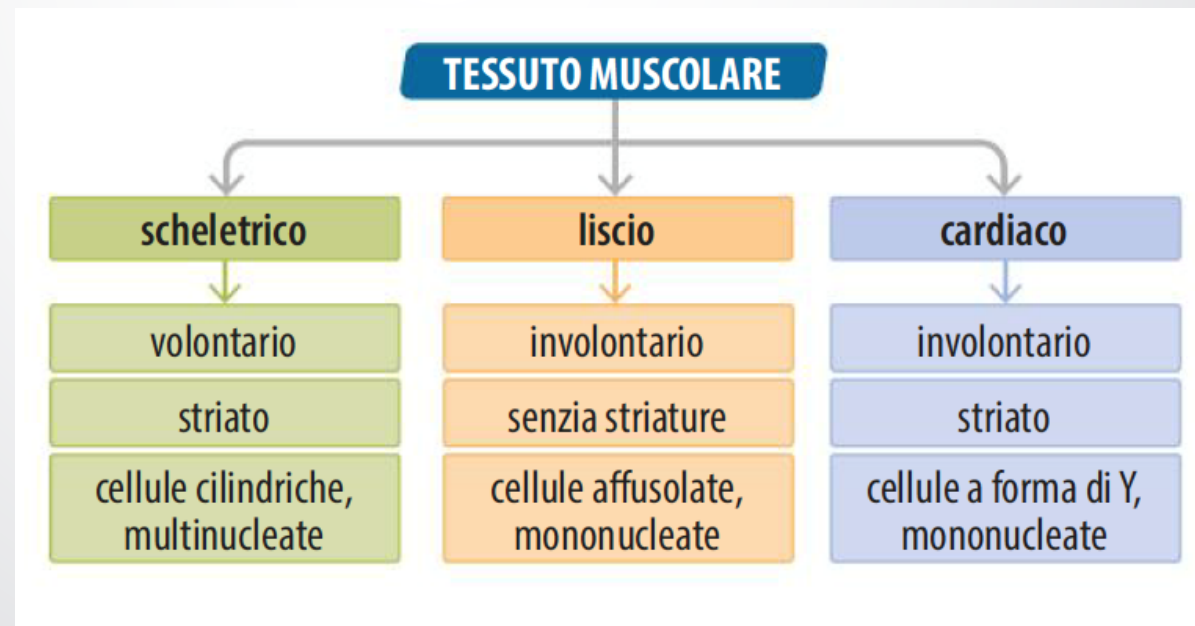 TESSUTO MUSCOLARE
scheletrico
liscio
cardiaco
volontario
involontario
involontario
striato
senzia striature
striato
cellule cilindriche,
multinucleate
cellule affusolate,
mononucleate
cellule a forma di Y,
mononucleate